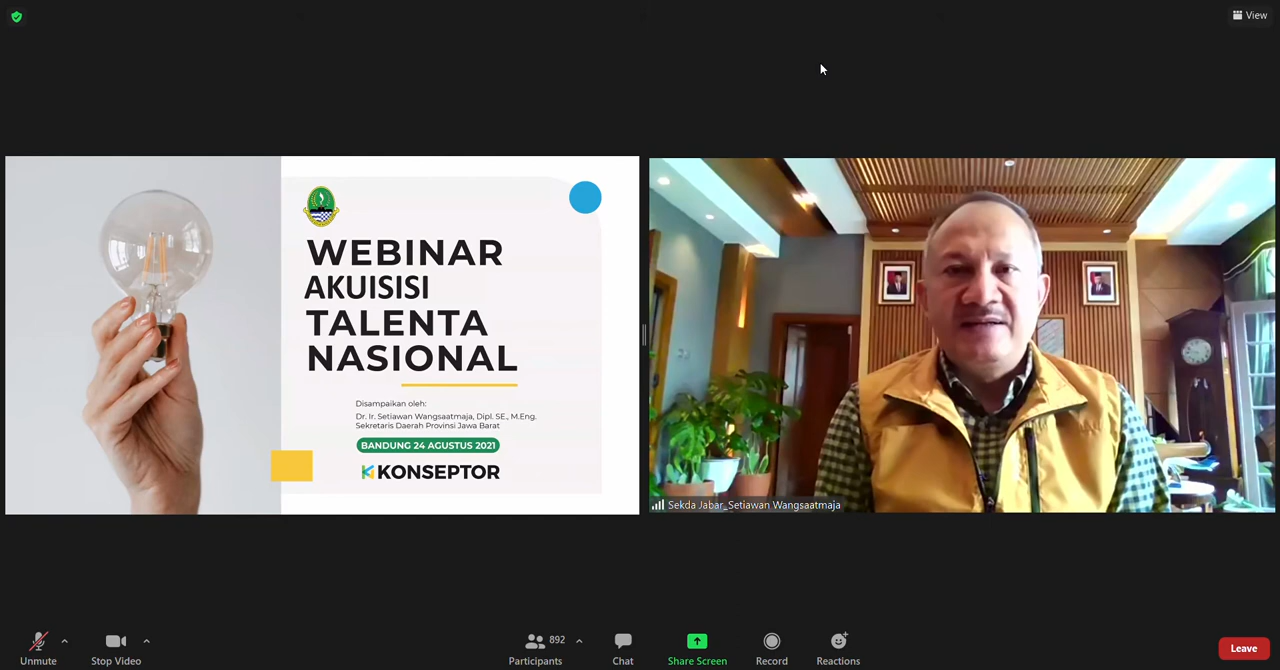 View
WEBINAR
AKUISISI
TALENTA
NASIONAL
Disampaikan oleh:
Dr. Ir. Setiawan Wangsaatmaja, Dipl. SE., M.Eng.
Sekretaris Daerah Provinsi Jawa Barat
BANDUNG 24 AGUSTUS 2021
KONSEPTOR
Sekda Jabar_Setiawan Wangsaatmaja
Unmute
Stop Video
892
Participants
Chat
Share Screen
Record
Reactions
Leave